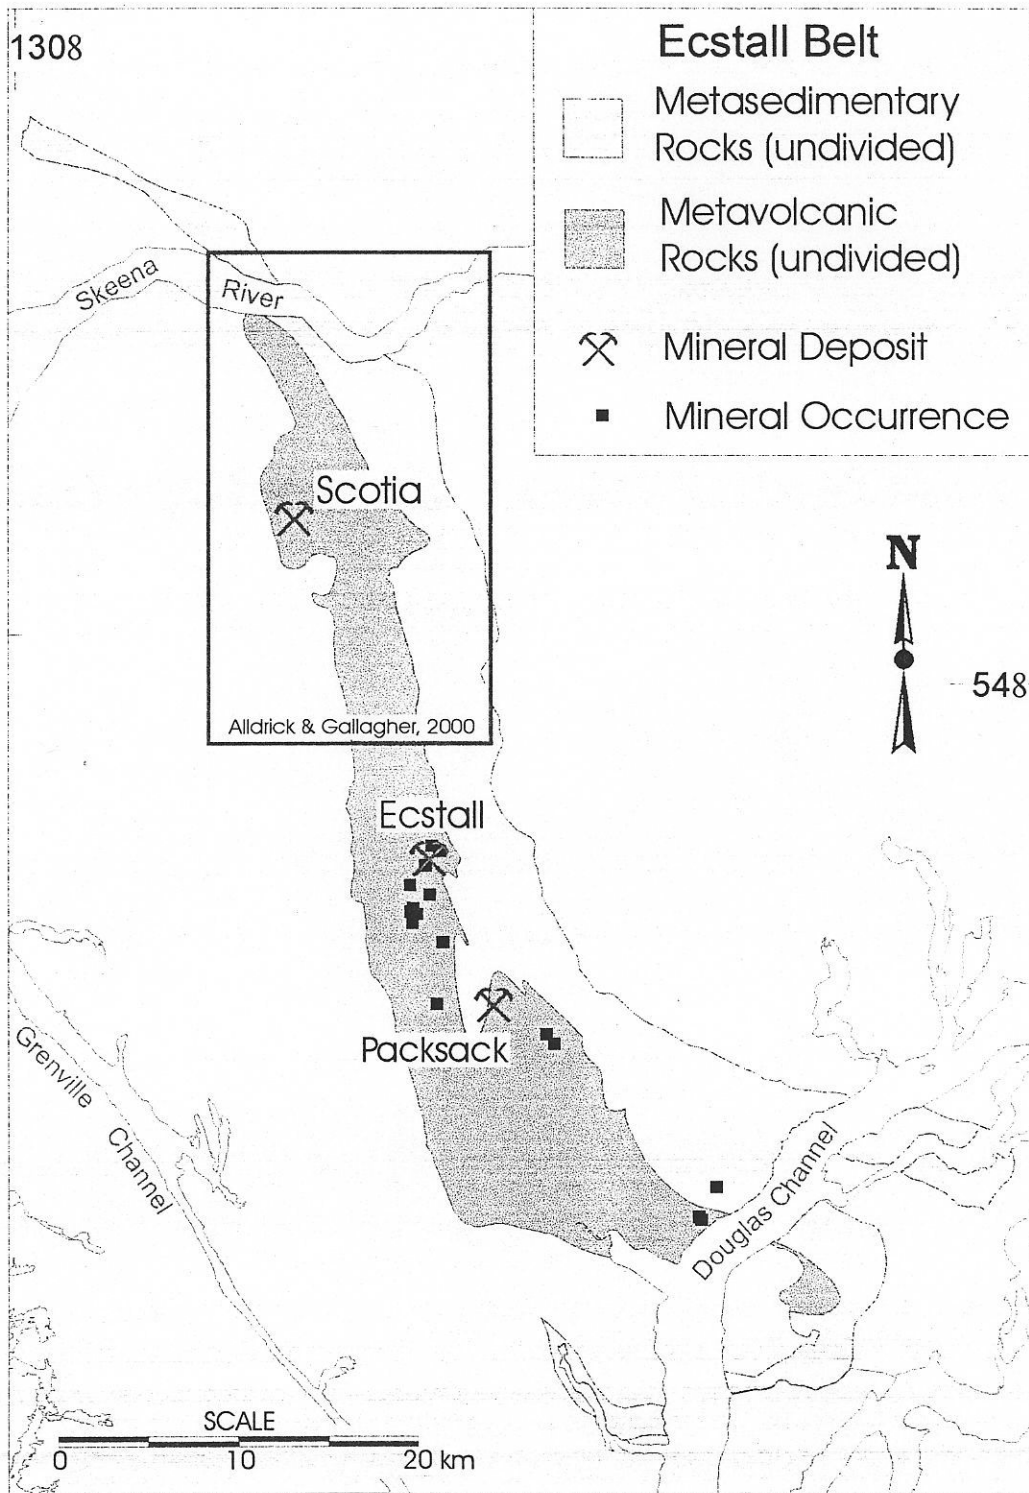 1308
Ecstall Belt
Metasedimentary
Rocks (undivided)
Metavolcanic
Rocks (undivided)
Mineral Deposit
Mineral Occurrence
Skeena
River
Scotia
N
548
Alldrick & Gallagher, 2000
Ecstall
Packsack
Grenville
Channel
Douglas Channel
SCALE
0 10 20 km